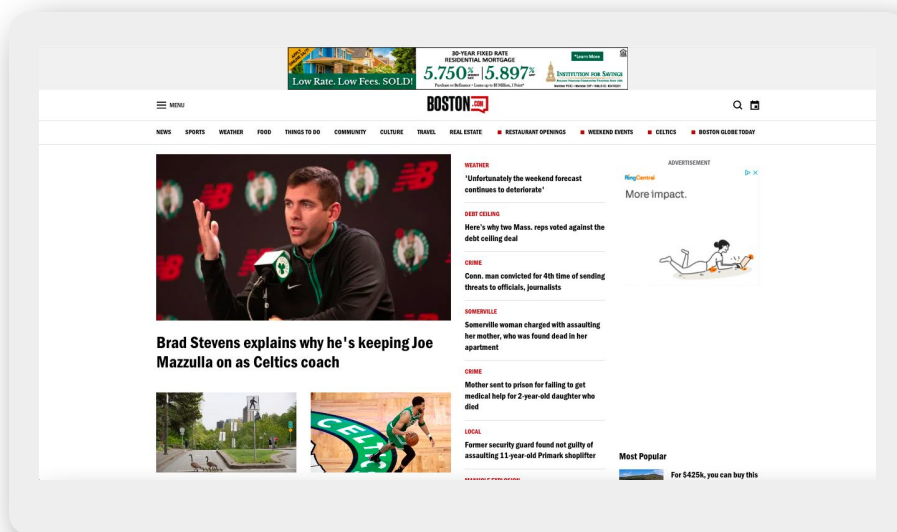 30-YEAR FIXED RATE
RESIDENTIAL MORTGAGE
5.750% 5.897%
Low Rate. Low Fees. SOLD!
*Learn More
INSTITUTION FOR SAVINGS
MENU
BOSTON.COM
NEWS SPORTS WEATHER FOOD THINGS TO DO COMMUNITY CULTURE TRAVEL REAL ESTATE RESTAURANT OPENINGS WEEKEND EVENTS CELTICS BOSTON GLOBE TODAY
Brad Stevens explains why he's keeping Joe
Mazzulla on as Celtics coach
WEATHER
'Unfortunately the weekend forecast
continues to deteriorate'
DEBT CEILING
Here's why two Mass. reps voted against the
debt ceiling deal
CRIME
Conn. man convicted for 4th time of sending
threats to officials, journalists
SOMERVILLE
Somerville woman charged with assaulting
her mother, who was found dead in her
apartment
CRIME
Mother sent to prison for failing to get
medical help for 2-year-old daughter who
died
LOCAL
Former security guard found not guilty of
assaulting 11-year-old Primark shoplifter
MANHOLE EXPLOSION
ADVERTISEMENT
RingCentral
More impact.
Most Popular
For $425k, you can buy this